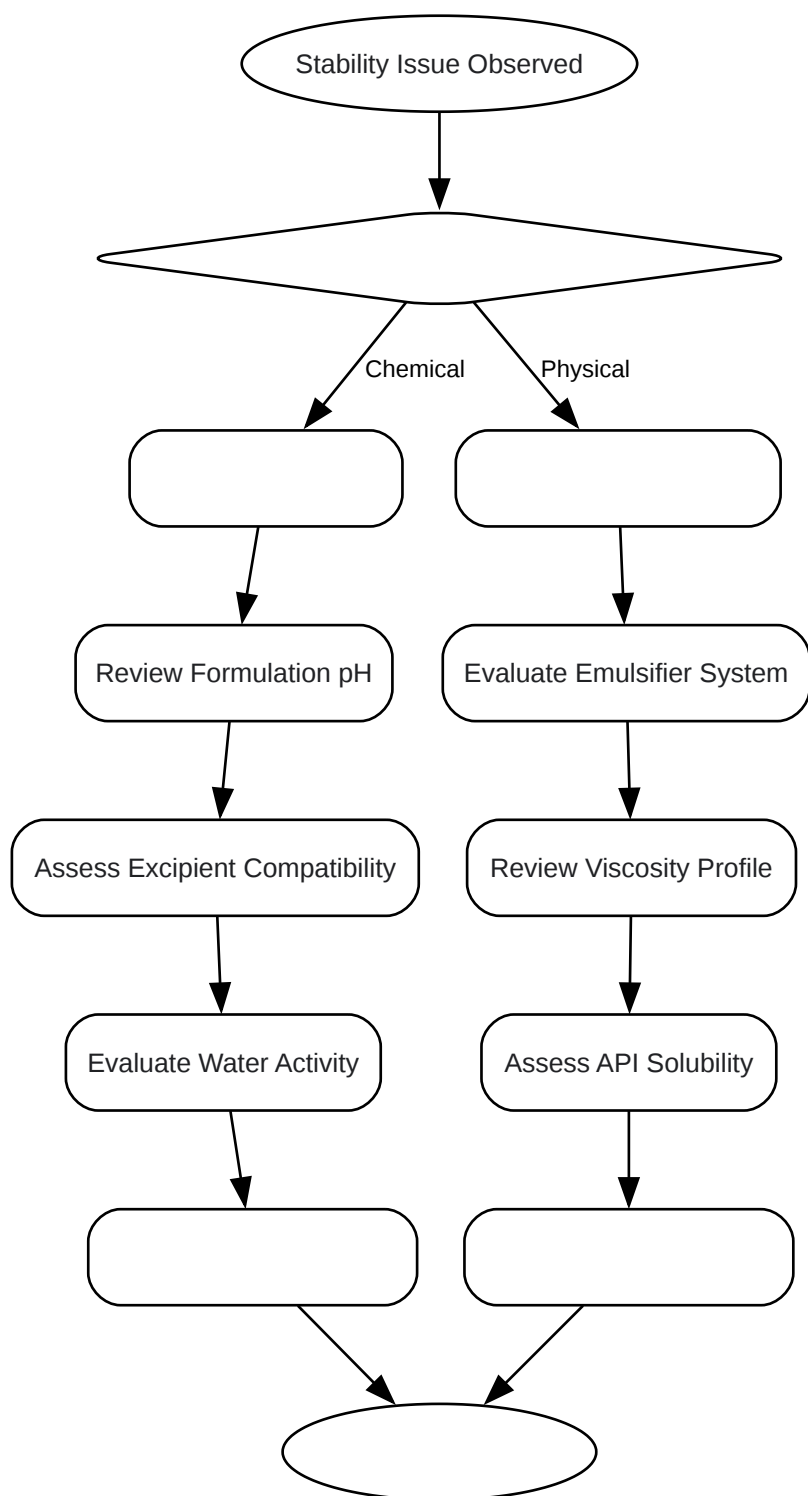 Stability Issue Observed
Chemical
Physical
Review Formulation pH
Evaluate Emulsifier System
Assess Excipient Compatibility
Review Viscosity Profile
Evaluate Water Activity
Assess API Solubility